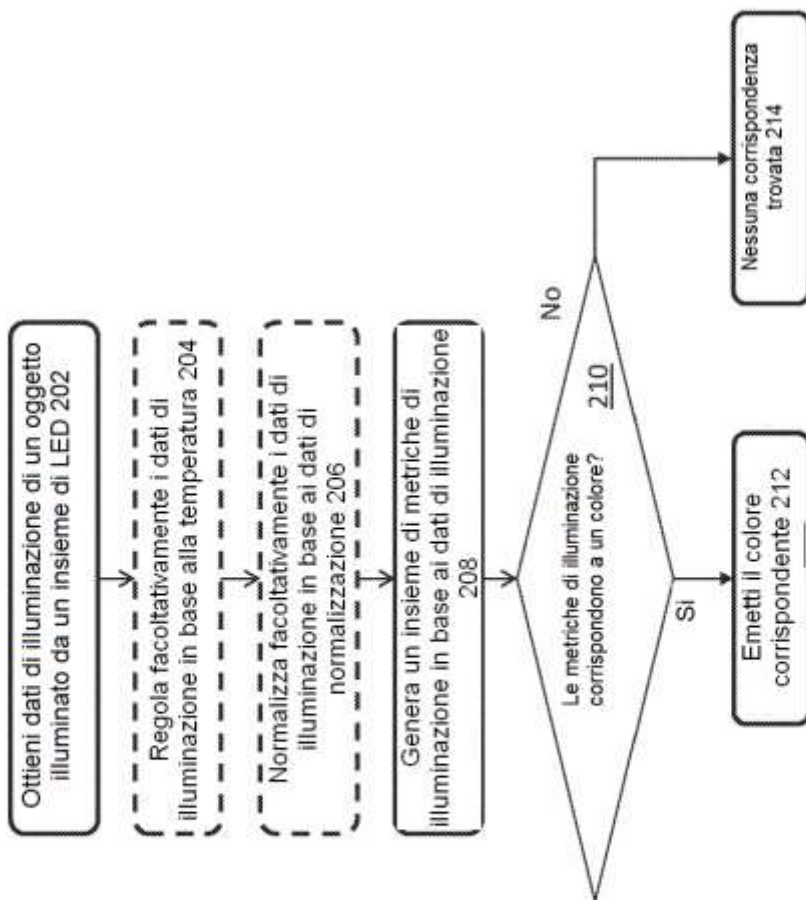 Ottieni dati di illuminazione di un oggetto
illuminato da un insieme di LED 202
Regola facoltativamente i dati di
illuminazione in base alla temperatura 204
Normalizza facoltativamente i dati di
illuminazione in base ai dati di
normalizzazione 206
Genera un insieme di metriche di
illuminazione in base ai dati di illuminazione
208
Le metriche di illuminazione
corrispondono a un colore?
210
No
Si
Emetti il colore
corrispondente 212
Nessuna corrispondenza
trovata 214